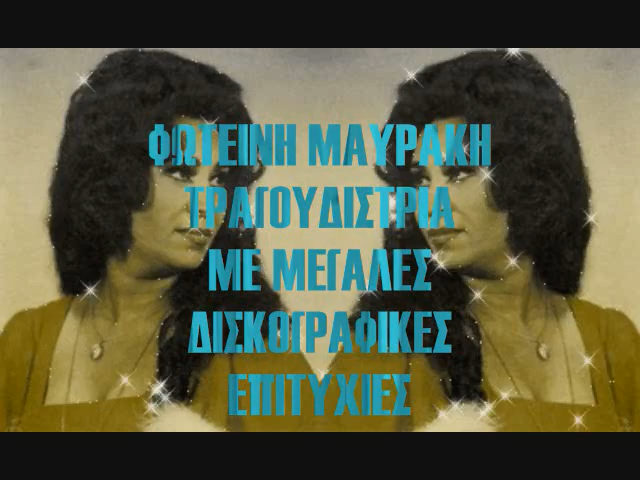 ΦΩΤΕΙΝΗ ΜΑΥΡΑΚΗ
ΤΡΑΓΟΥΔΙΣΤΡΙΑ
ΜΕ ΜΕΓΑΛΕΣ
ΔΙΣΚΟΓΡΑΦΙΚΕΣ
ΕΠΙΤΥΧΙΕΣ